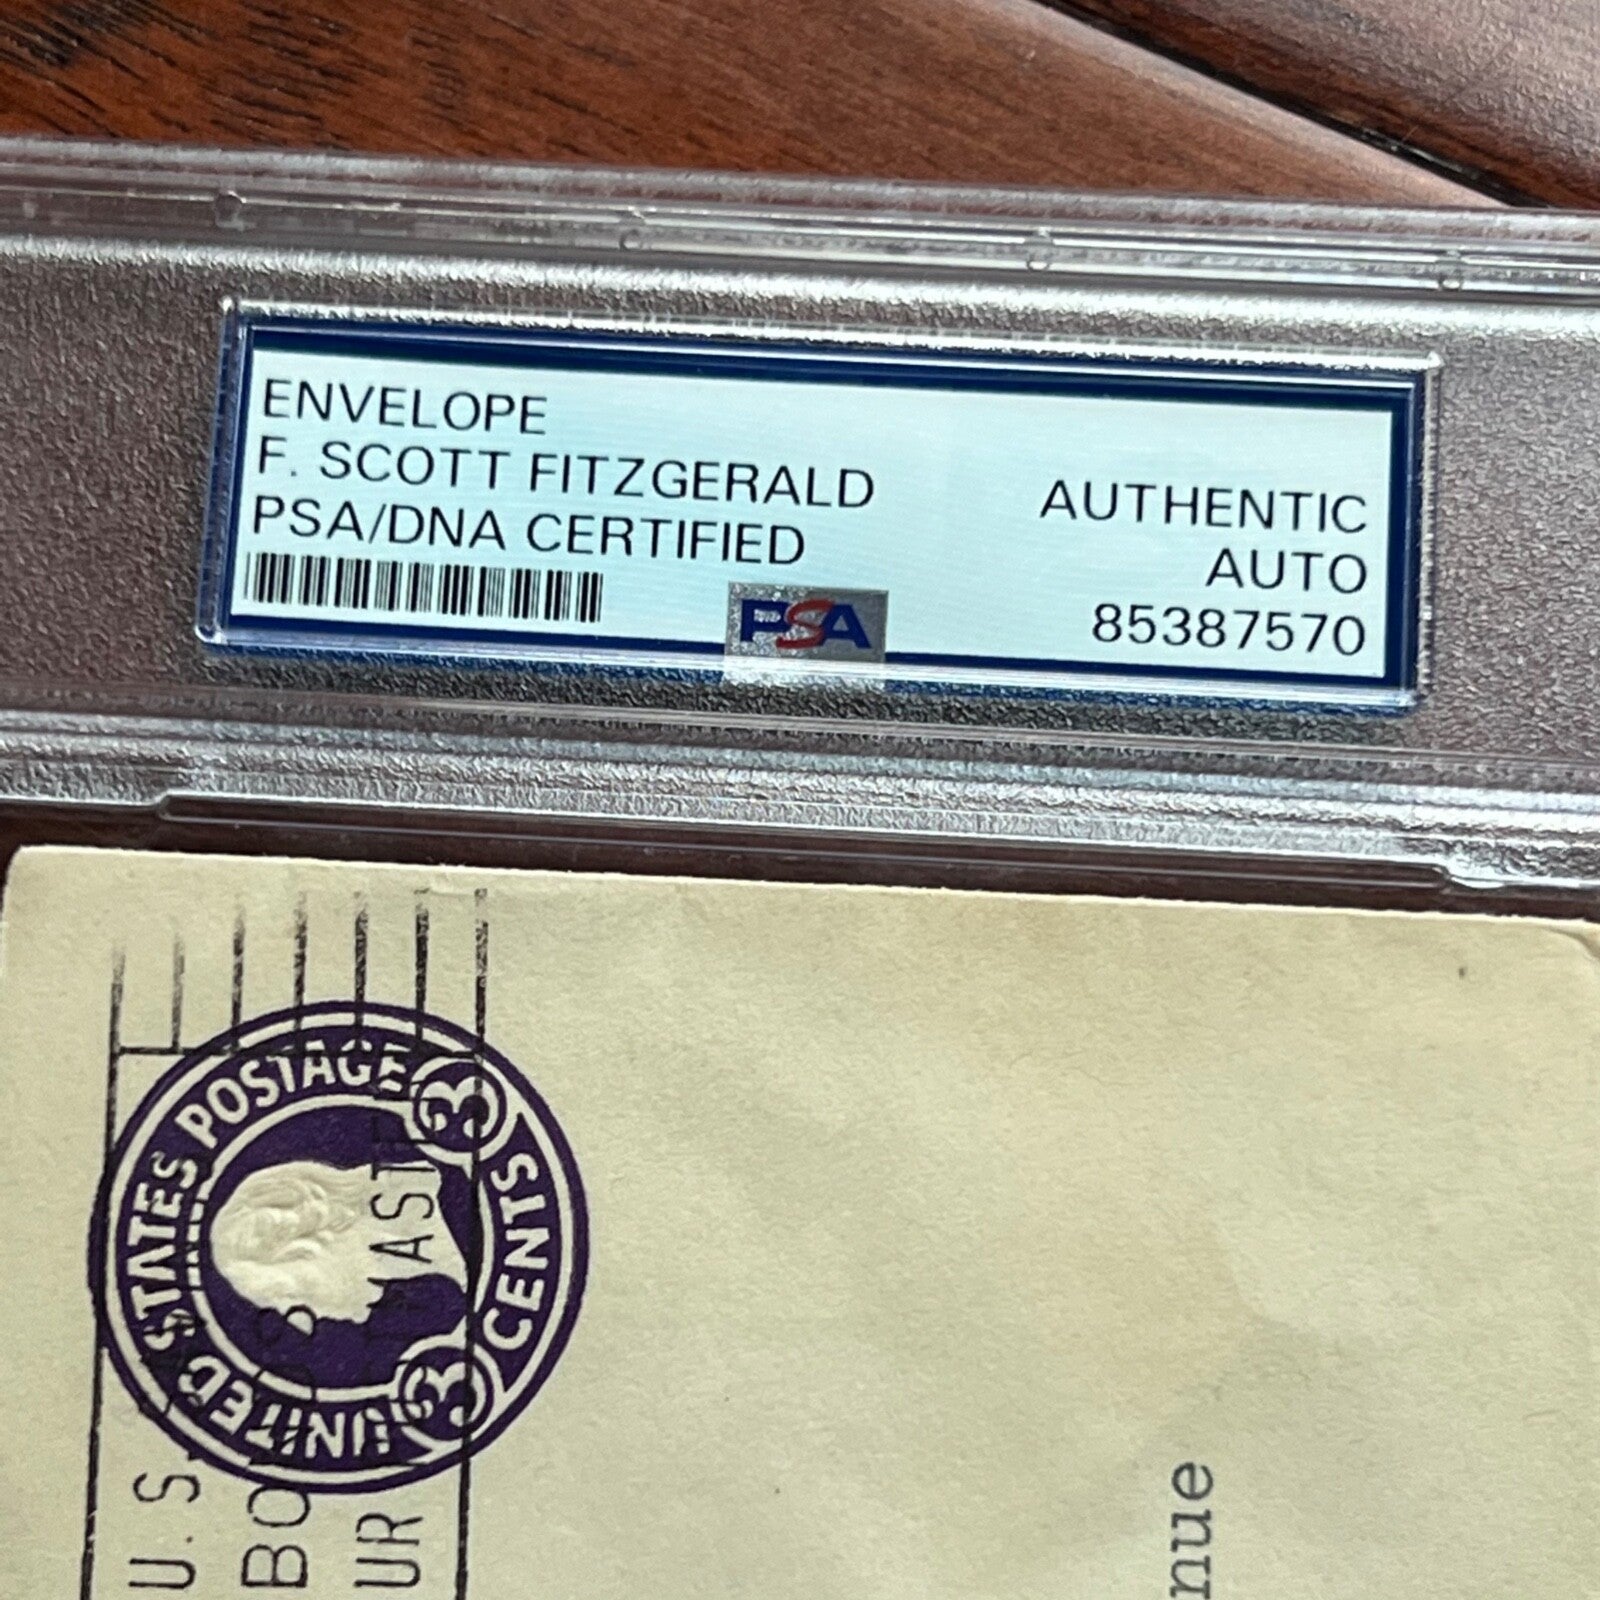 ENVELOPE
F. SCOTT FITZGERALD
PSA/DNA CERTIFIED
AUTHENTIC
AUTO
85387570
PSA
UNITED STATES POSTAGE
3 CENTS 3
U.S.
BO
UR
nue